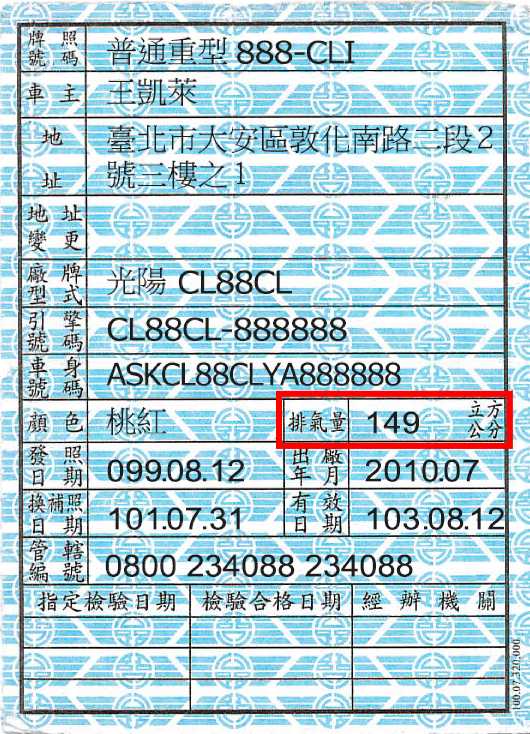 牌照號碼 普通重型 888-CLI
車主 王凱萊
地址 臺北市大安區敦化南路二段2
號三樓之1
地址變更
廠牌型式 光陽 CL88CL
引擎號碼 CL88CL-888888
車身號碼 ASKCL88CLYA888888
顏色 桃紅 排氣量 149 立方公分
發照日期 099.08.12 出廠年月 2010.07
換補照日期 101.07.31 有效日期 103.08.12
管轄編號 0800 234088 234088
指定檢驗日期 檢驗合格日期 經辦機關
100.07.320,000